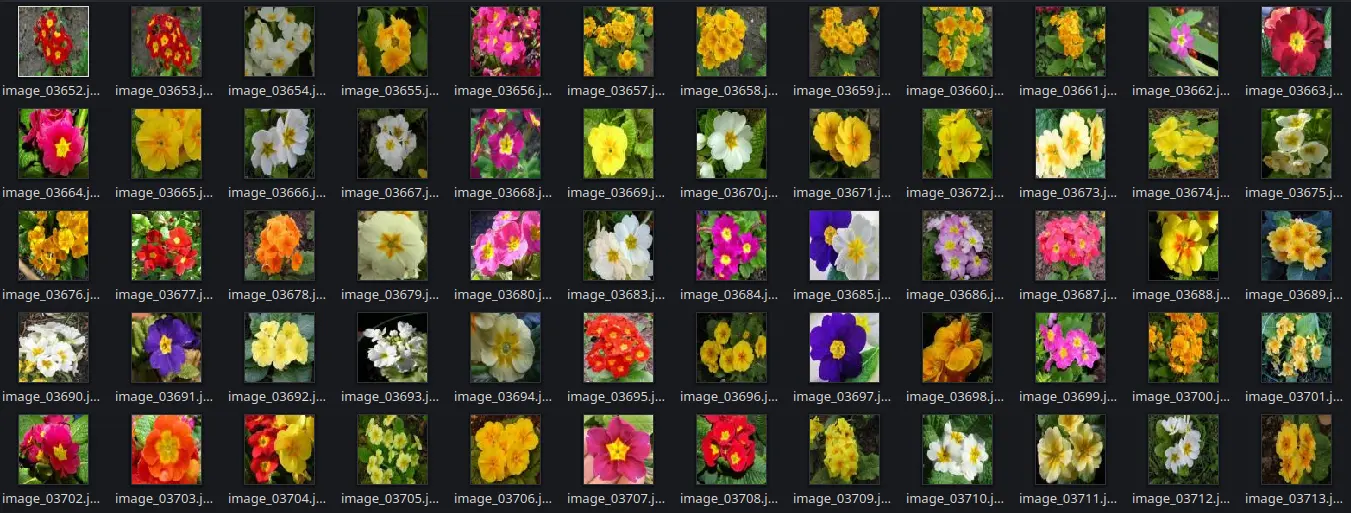 image_03652.j... image_03653.j... image_03654.j... image_03655.j... image_03656.j... image_03657.j... image_03658.j... image_03659.j... image_03660.j... image_03661.j... image_03662.j... image_03663.j...
image_03664.j... image_03665.j... image_03666.j... image_03667.j... image_03668.j... image_03669.j... image_03670.j... image_03671.j... image_03672.j... image_03673.j... image_03674.j... image_03675.j...
image_03676.j... image_03677.j... image_03678.j... image_03679.j... image_03680.j... image_03683.j... image_03684.j... image_03685.j... image_03686.j... image_03687.j... image_03688.j... image_03689.j...
image_03690.j... image_03691.j... image_03692.j... image_03693.j... image_03694.j... image_03695.j... image_03696.j... image_03697.j... image_03698.j... image_03699.j... image_03700.j... image_03701.j...
image_03702.j... image_03703.j... image_03704.j... image_03705.j... image_03706.j... image_03707.j... image_03708.j... image_03709.j... image_03710.j... image_03711.j... image_03712.j... image_03713.j...